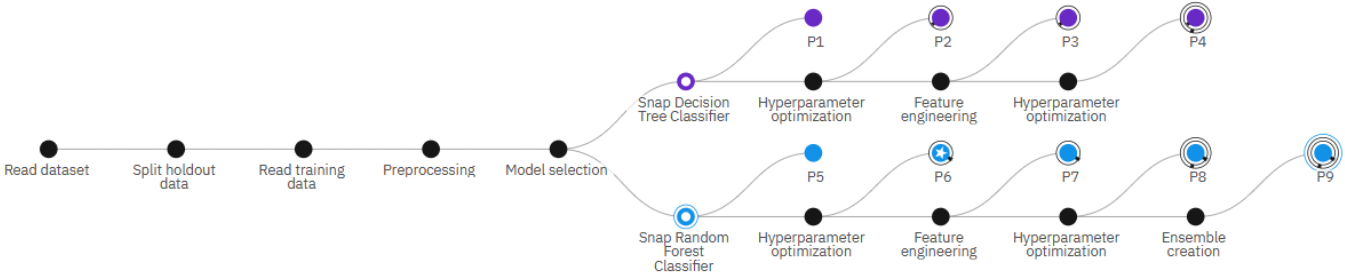 P1
P2
P3
P4
Snap Decision
Tree Classifier
Hyperparameter
optimization
Feature
engineering
Hyperparameter
optimization
Read dataset
Split holdout
data
Read training
data
Preprocessing
Model selection
P5
P6
P7
P8
P9
Snap Random
Forest
Classifier
Hyperparameter
optimization
Feature
engineering
Hyperparameter
optimization
Ensemble
creation